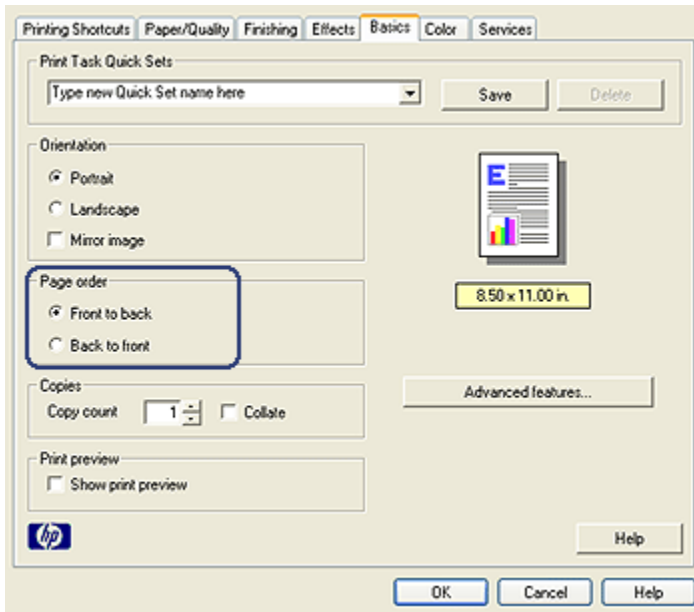 Printing Shortcuts Paper/Quality Finishing Effects Basics Color Services
Print Task Quick Sets
Type new Quick Set name here Save Delete
Orientation
Portrait
Landscape
Mirror image
E
8.50 x 11.00 in.
Page order
Front to back
Back to front
Advanced features...
Copies
Copy count 1 Collate
Print preview
Show print preview
hp Help
OK Cancel Help